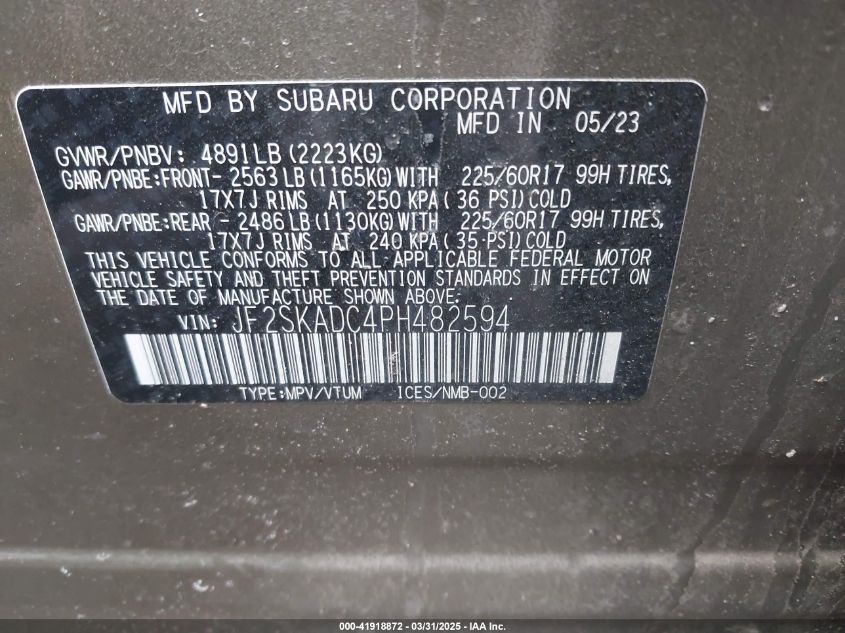 MFD BY SUBARU CORPORATION
MFD IN 05/23
GVWR/PNBV: 4891LB (2223KG)
GAWR/PNBE:FRONT- 2563LB (1165KG)WITH 225/60R17 99H TIRES,
17X7J RIMS AT 250 KPA( 36 PSI)COLD
GAWR/PNBE:REAR - 2486LB (1130KG)WITH 225/60R17 99H TIRES,
17X7J RIMS AT 240 KPA( 35 PSI)COLD
THIS VEHICLE CONFORMS TO ALL APPLICABLE FEDERAL MOTOR
VEHICLE SAFETY AND THEFT PREVENTION STANDARDS IN EFFECT ON
THE DATE OF MANUFACTURE SHOWN ABOVE.
VIN: JF2SKADC4PH482594
TYPE:MPV/VTUM ICES/NMB-002
000-41918872 - 03/31/2025 - IAA Inc.